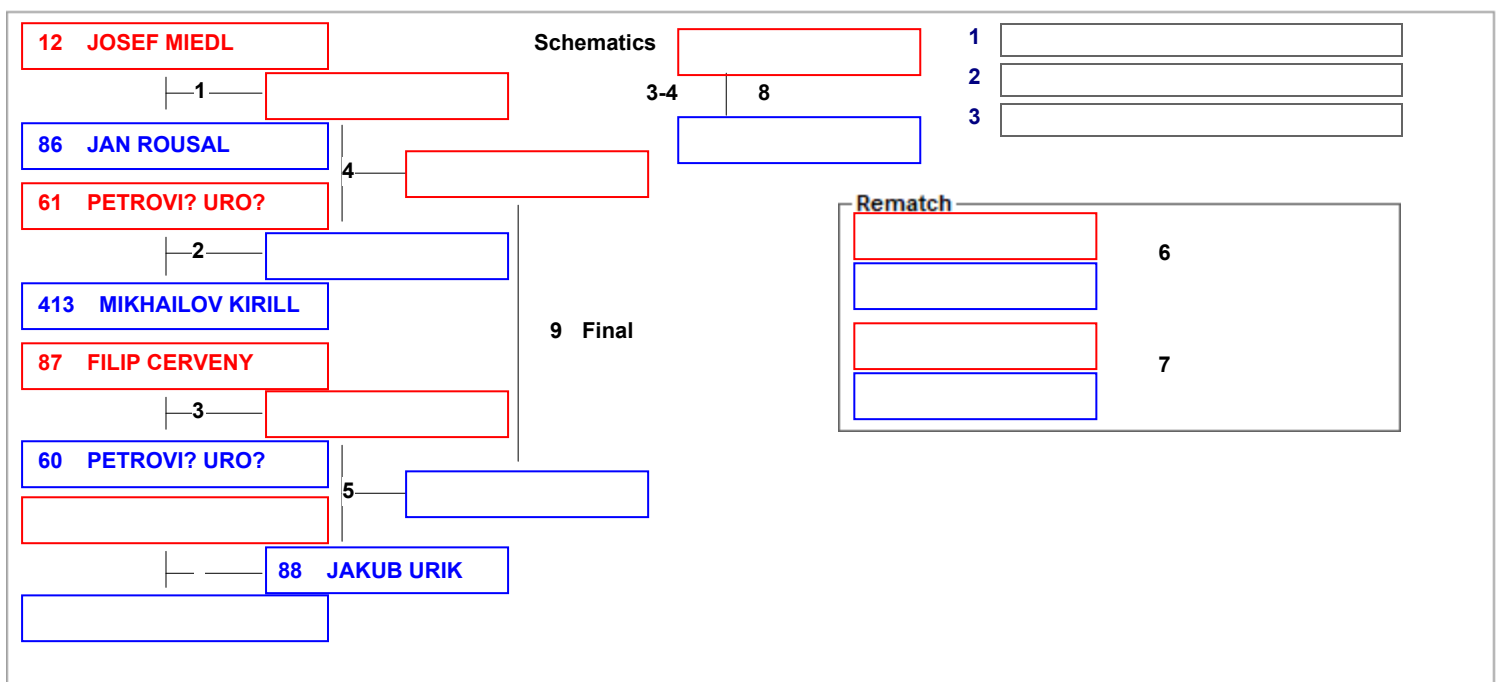 12 JOSEF MIEDL
1
86 JAN ROUSAL
4
61 PETROVI? URO?
2
413 MIKHAILOV KIRILL
87 FILIP CERVENY
3
60 PETROVI? URO?
5
88 JAKUB URIK
9 Final
Schematics
3-4 8
1
2
3
Rematch
6
7